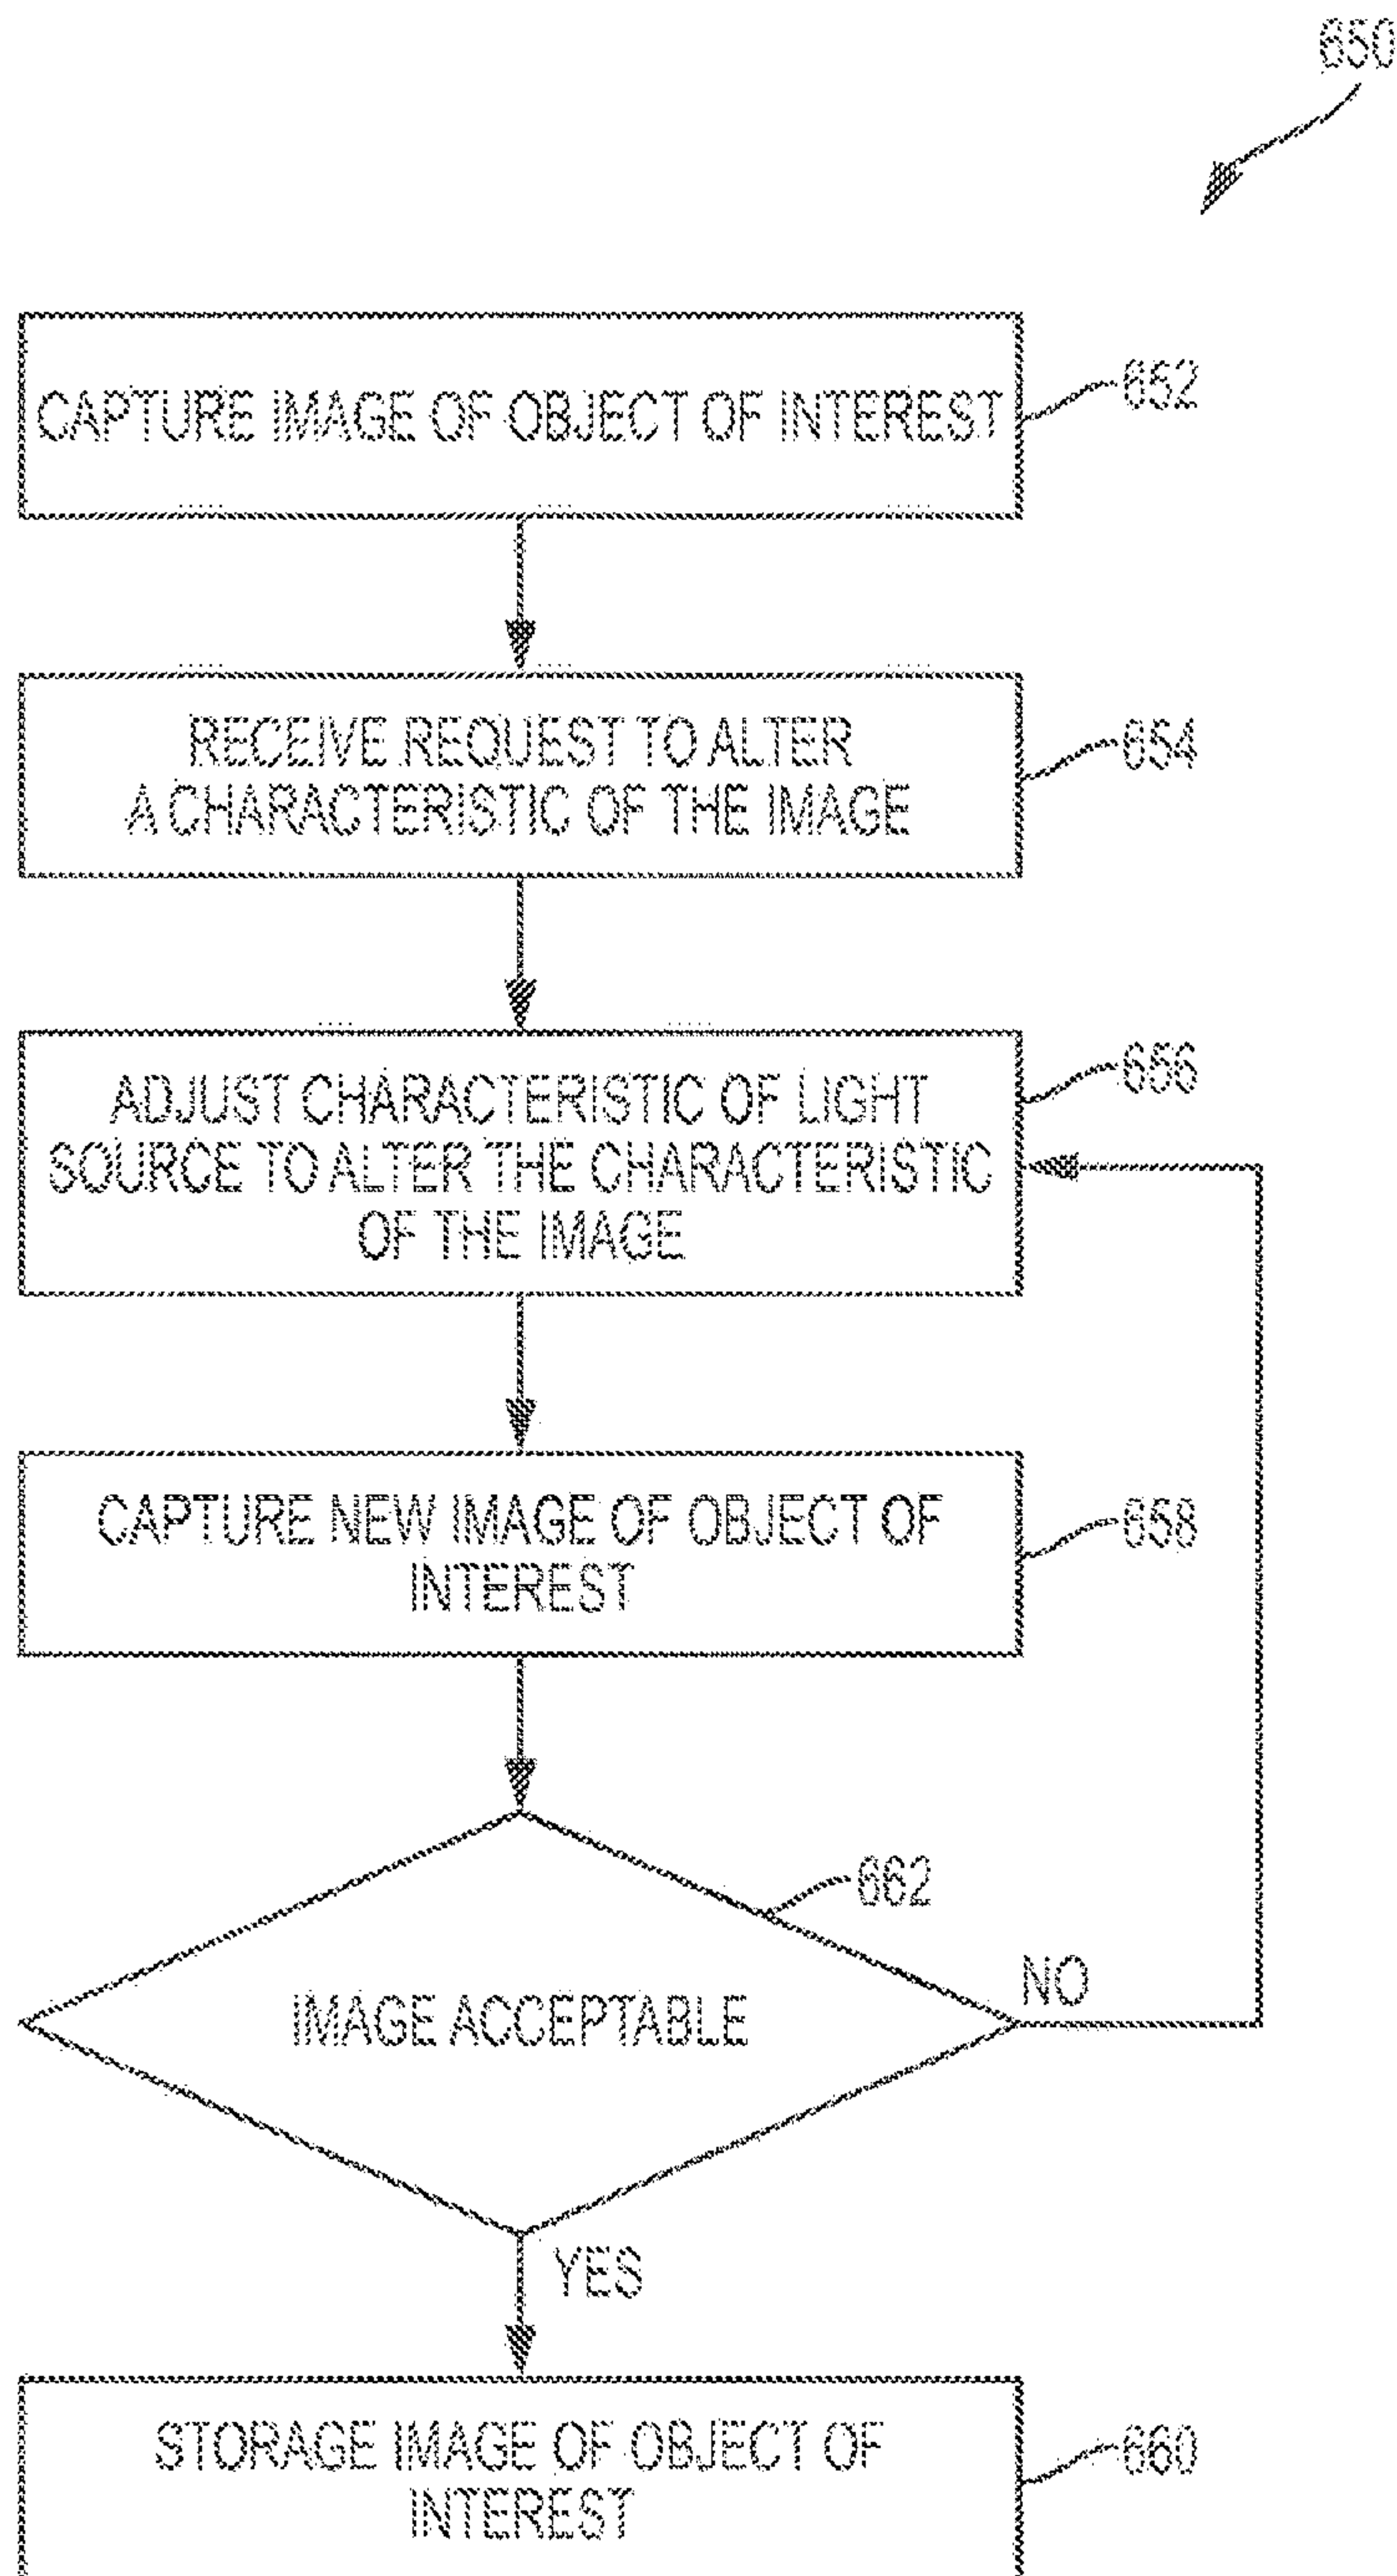 650
CAPTURE IMAGE OF OBJECT OF INTEREST
652
RECEIVE REQUEST TO ALTER
A CHARACTERISTIC OF THE IMAGE
654
ADJUST CHARACTERISTIC OF LIGHT
SOURCE TO ALTER THE CHARACTERISTIC
OF THE IMAGE
656
CAPTURE NEW IMAGE OF OBJECT OF
INTEREST
658
662
IMAGE ACCEPTABLE
NO
YES
STORAGE IMAGE OF OBJECT OF
INTEREST
660